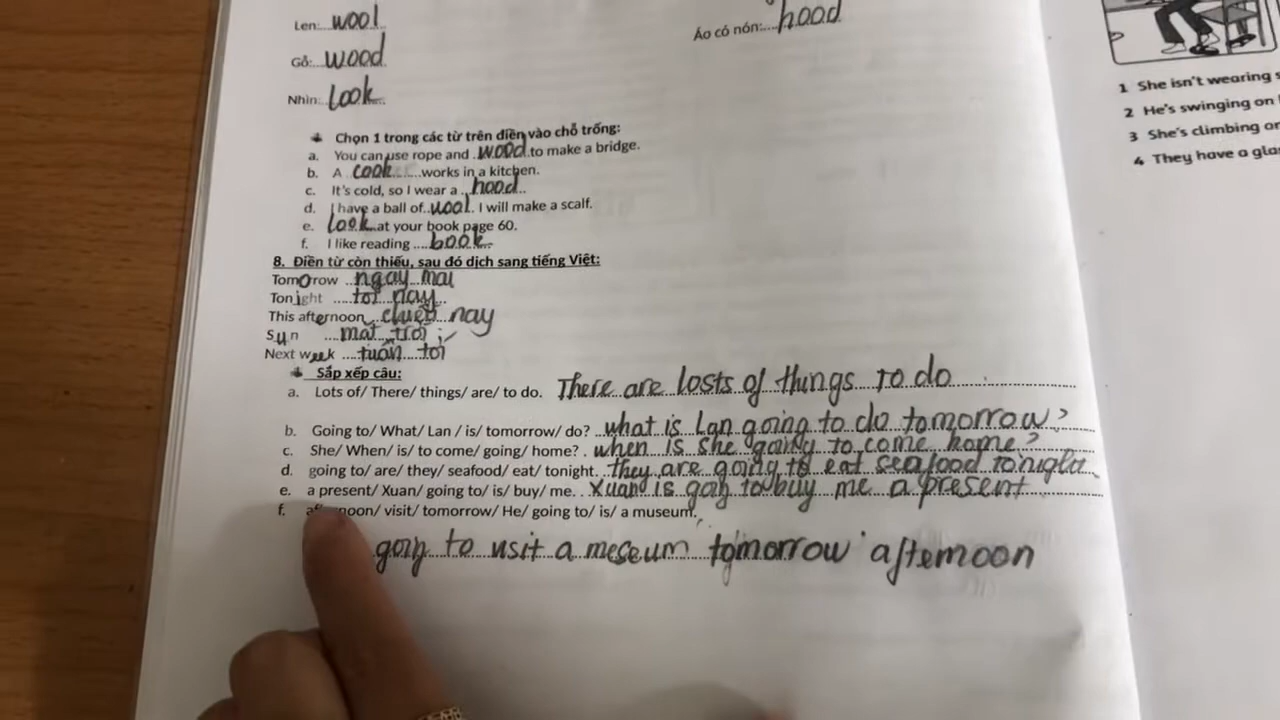 Len:...wool
Áo có nón:....hood
Gỗ:...wood
Nhìn:..Look...
Chọn 1 trong các từ trên điền vào chỗ trống:
a. You can use rope and .wood.to make a bridge.
b. A .cook........works in a kitchen.
c. It's cold, so I wear a ..hood..
d. I have a ball of..wool.. I will make a scalf.
e. Look...at your book page 60.
f. I like reading ....book...
8. Điền từ còn thiếu, sau đó dịch sang tiếng Việt:
Tomorrow ...ngay mai
Tonight .....tối nay...
This afternoon...chiều...nay
Sun ....mat trời
Next week ....tuần....tới
Sắp xếp câu:
a. Lots of/ There/ things/ are/ to do. There are losts of things to do
b. Going to/ What/ Lan / is/ tomorrow/ do? ..what is Lan going to do tomorrow?
c. She/ When/ is/ to come/ going/ home? . when is she going to come home?
d. going to/ are/ they/ seafood/ eat/ tonight. .they are going to eat seafood
e. a present/ Xuan/ going to/ is/ buy/ me. . Xuan is goig to buy me a present
f. visit/ tomorrow/ He/ going to/ is/ a museum.
goig to usit a meseum tomorrow afternoon
1 She isn't wearing
2 He's swinging on
3 She's climbing
4 They have a